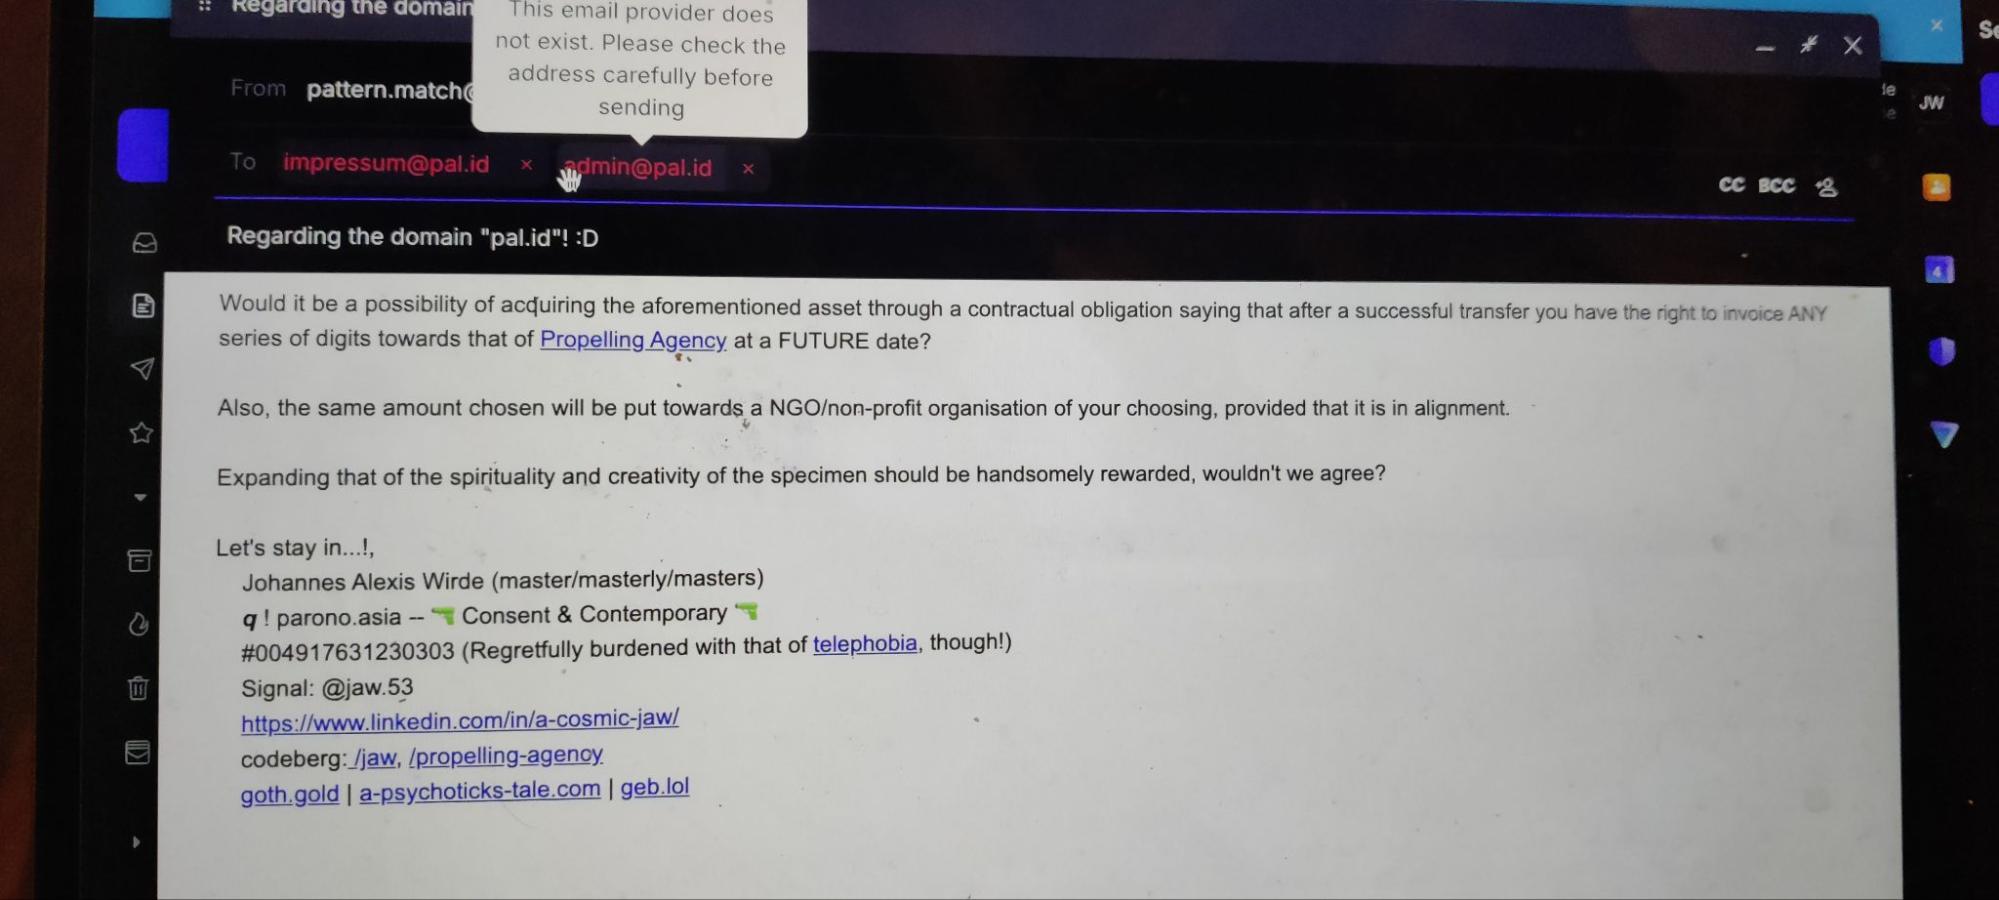 Regarding the domain
This email provider does
not exist. Please check the
address carefully before
sending
From pattern.match@
To impressum@pal.id × admin@pal.id ×
CC BCC
JW
4
Regarding the domain "pal.id"! :D
Would it be a possibility of acquiring the aforementioned asset through a contractual obligation saying that after a successful transfer you have the right to invoice ANY
series of digits towards that of Propelling Agency at a FUTURE date?
Also, the same amount chosen will be put towards a NGO/non-profit organisation of your choosing, provided that it is in alignment.
Expanding that of the spirituality and creativity of the specimen should be handsomely rewarded, wouldn't we agree?
Let's stay in...!,
Johannes Alexis Wirde (master/masterly/masters)
q ! parono.asia -- 🔫 Consent & Contemporary 🔫
#004917631230303 (Regretfully burdened with that of telephobia, though!)
Signal: @jaw.53
https://www.linkedin.com/in/a-cosmic-jaw/
codeberg: /jaw, /propelling-agency
goth.gold | a-psychoticks-tale.com | geb.lol